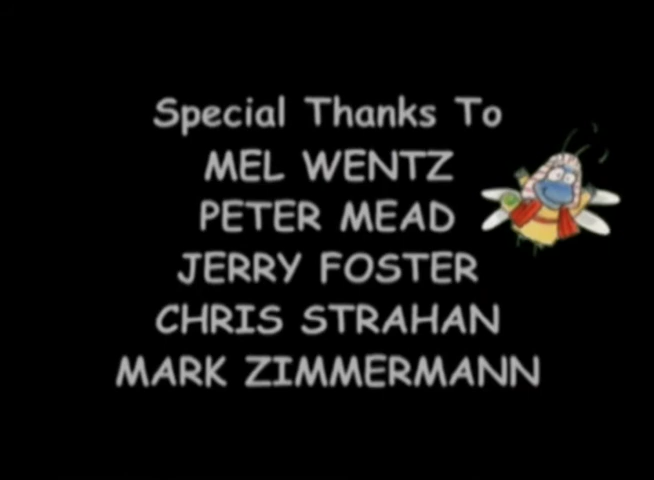 Special Thanks To
MEL WENTZ
PETER MEAD
JERRY FOSTER
CHRIS STRAHAN
MARK ZIMMERMANN